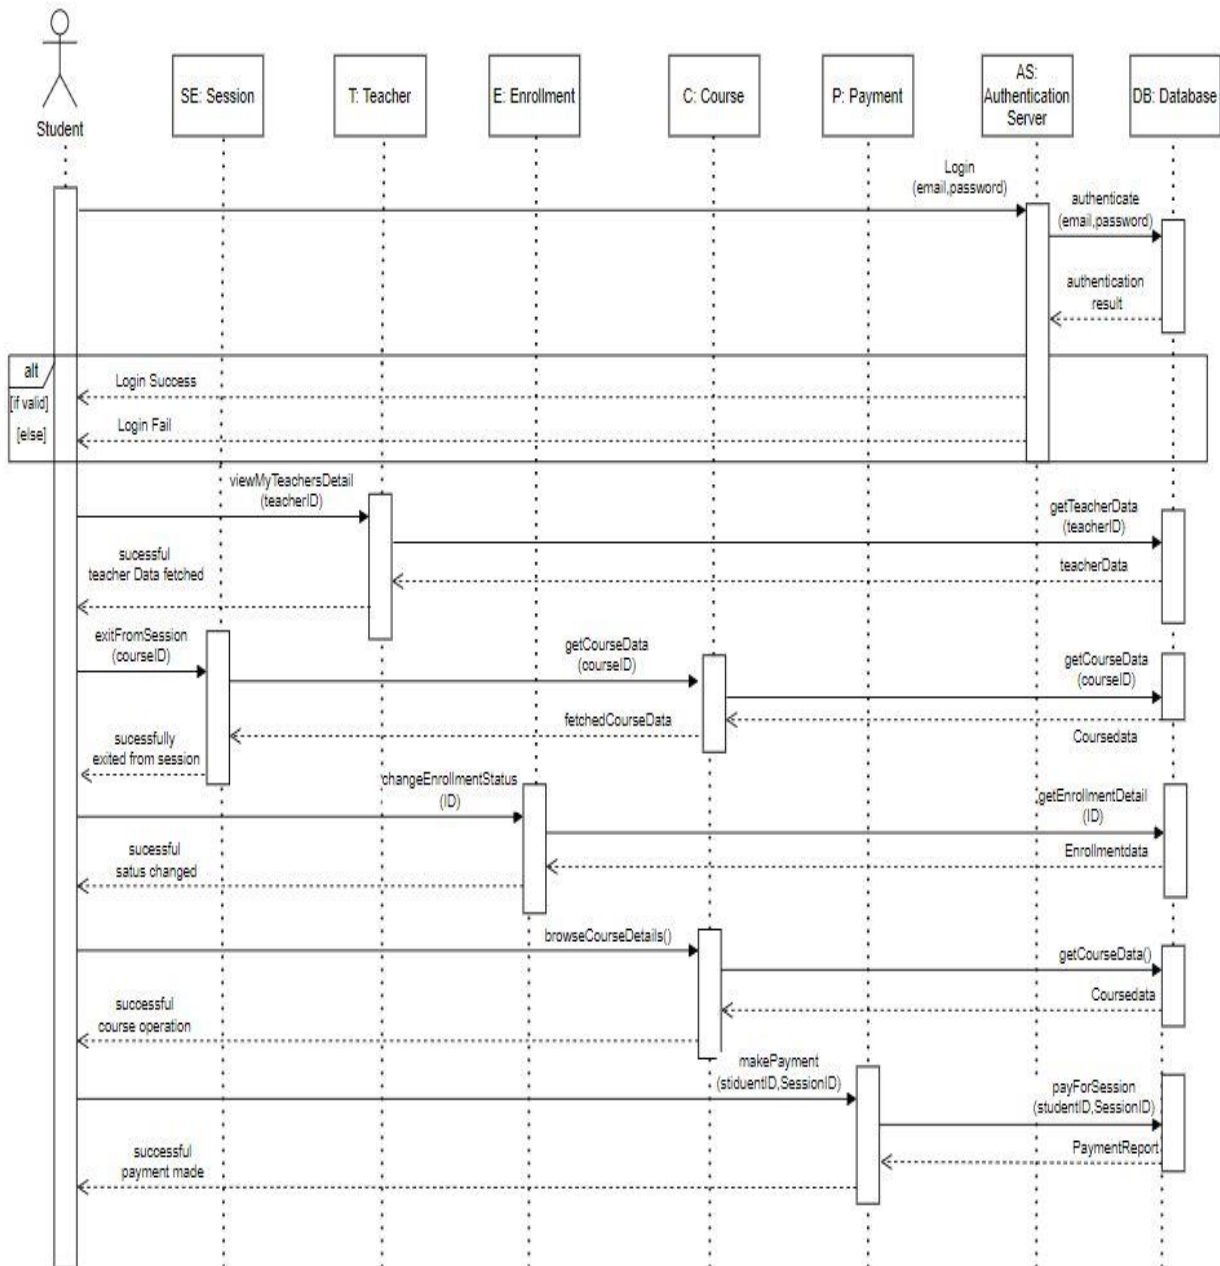 Student
SE: Session
T: Teacher
E: Enrollment
C: Course
P: Payment
AS:
Authentication
Server
DB: Database
Login
(email,password)
authenticate
(email,password)
authentication
result
alt
[if valid]
Login Success
[else]
Login Fail
viewMyTeachersDetail
(teacherID)
getTeacherData
(teacherID)
teacherData
sucessful
teacher Data fetched
exitFromSession
(courseID)
getCourseData
(courseID)
getCourseData
(courseID)
Coursedata
fetchedCourseData
sucessfully
exited from session
changeEnrollmentStatus
(ID)
getEnrollmentDetail
(ID)
Enrollmentdata
sucessful
satus changed
browseCourseDetails()
getCourseData()
Coursedata
successful
course operation
makePayment
(stiduentID,SessionID)
payForSession
(studentID,SessionID)
PaymentReport
successful
payment made